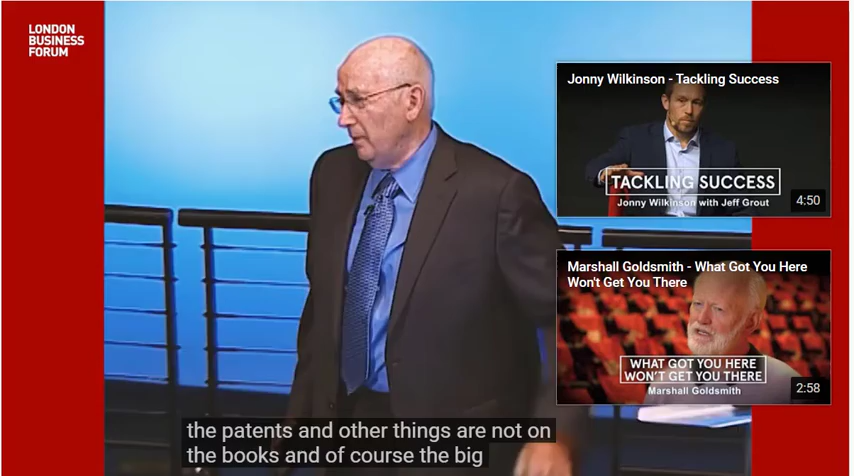 LONDON
BUSINESS
FORUM
Jonny Wilkinson - Tackling Success
TACKLING SUCCESS
Jonny Wilkinson with Jeff Grout
4:50
Marshall Goldsmith - What Got You Here
Won't Get You There
WHAT GOT YOU HERE
WON'T GET YOU THERE
Marshall Goldsmith
2:58
the patents and other things are not on
the books and of course the big